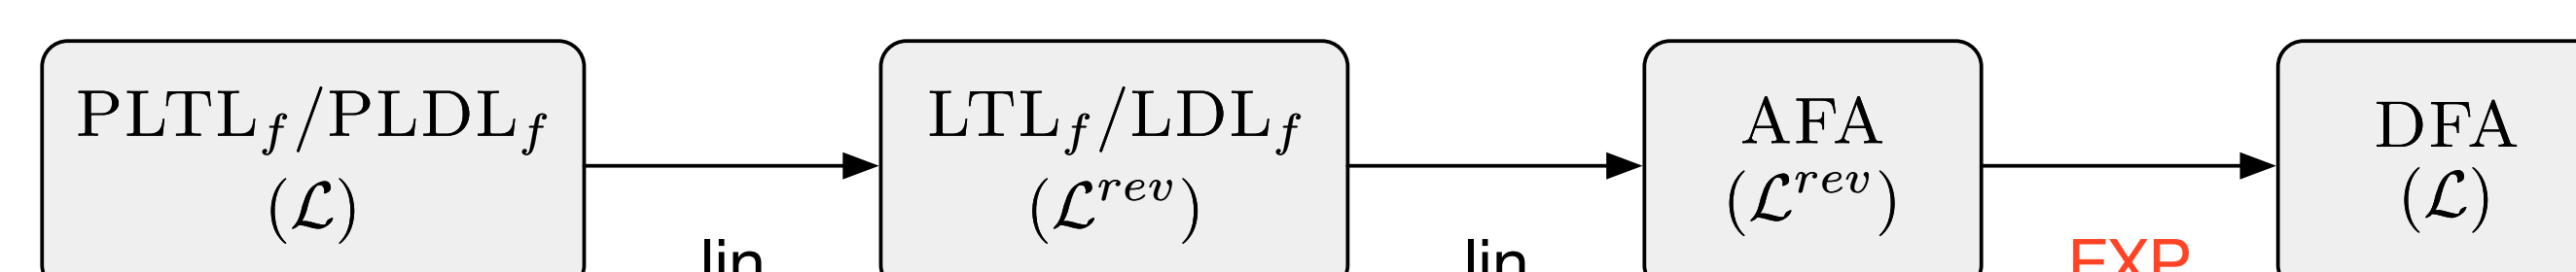 PLTL_f/PLDL_f
(ℒ)
lin
LTL_f/LDL_f
(ℒ^rev)
lin
AFA
(ℒ^rev)
EXP
DFA
(ℒ)